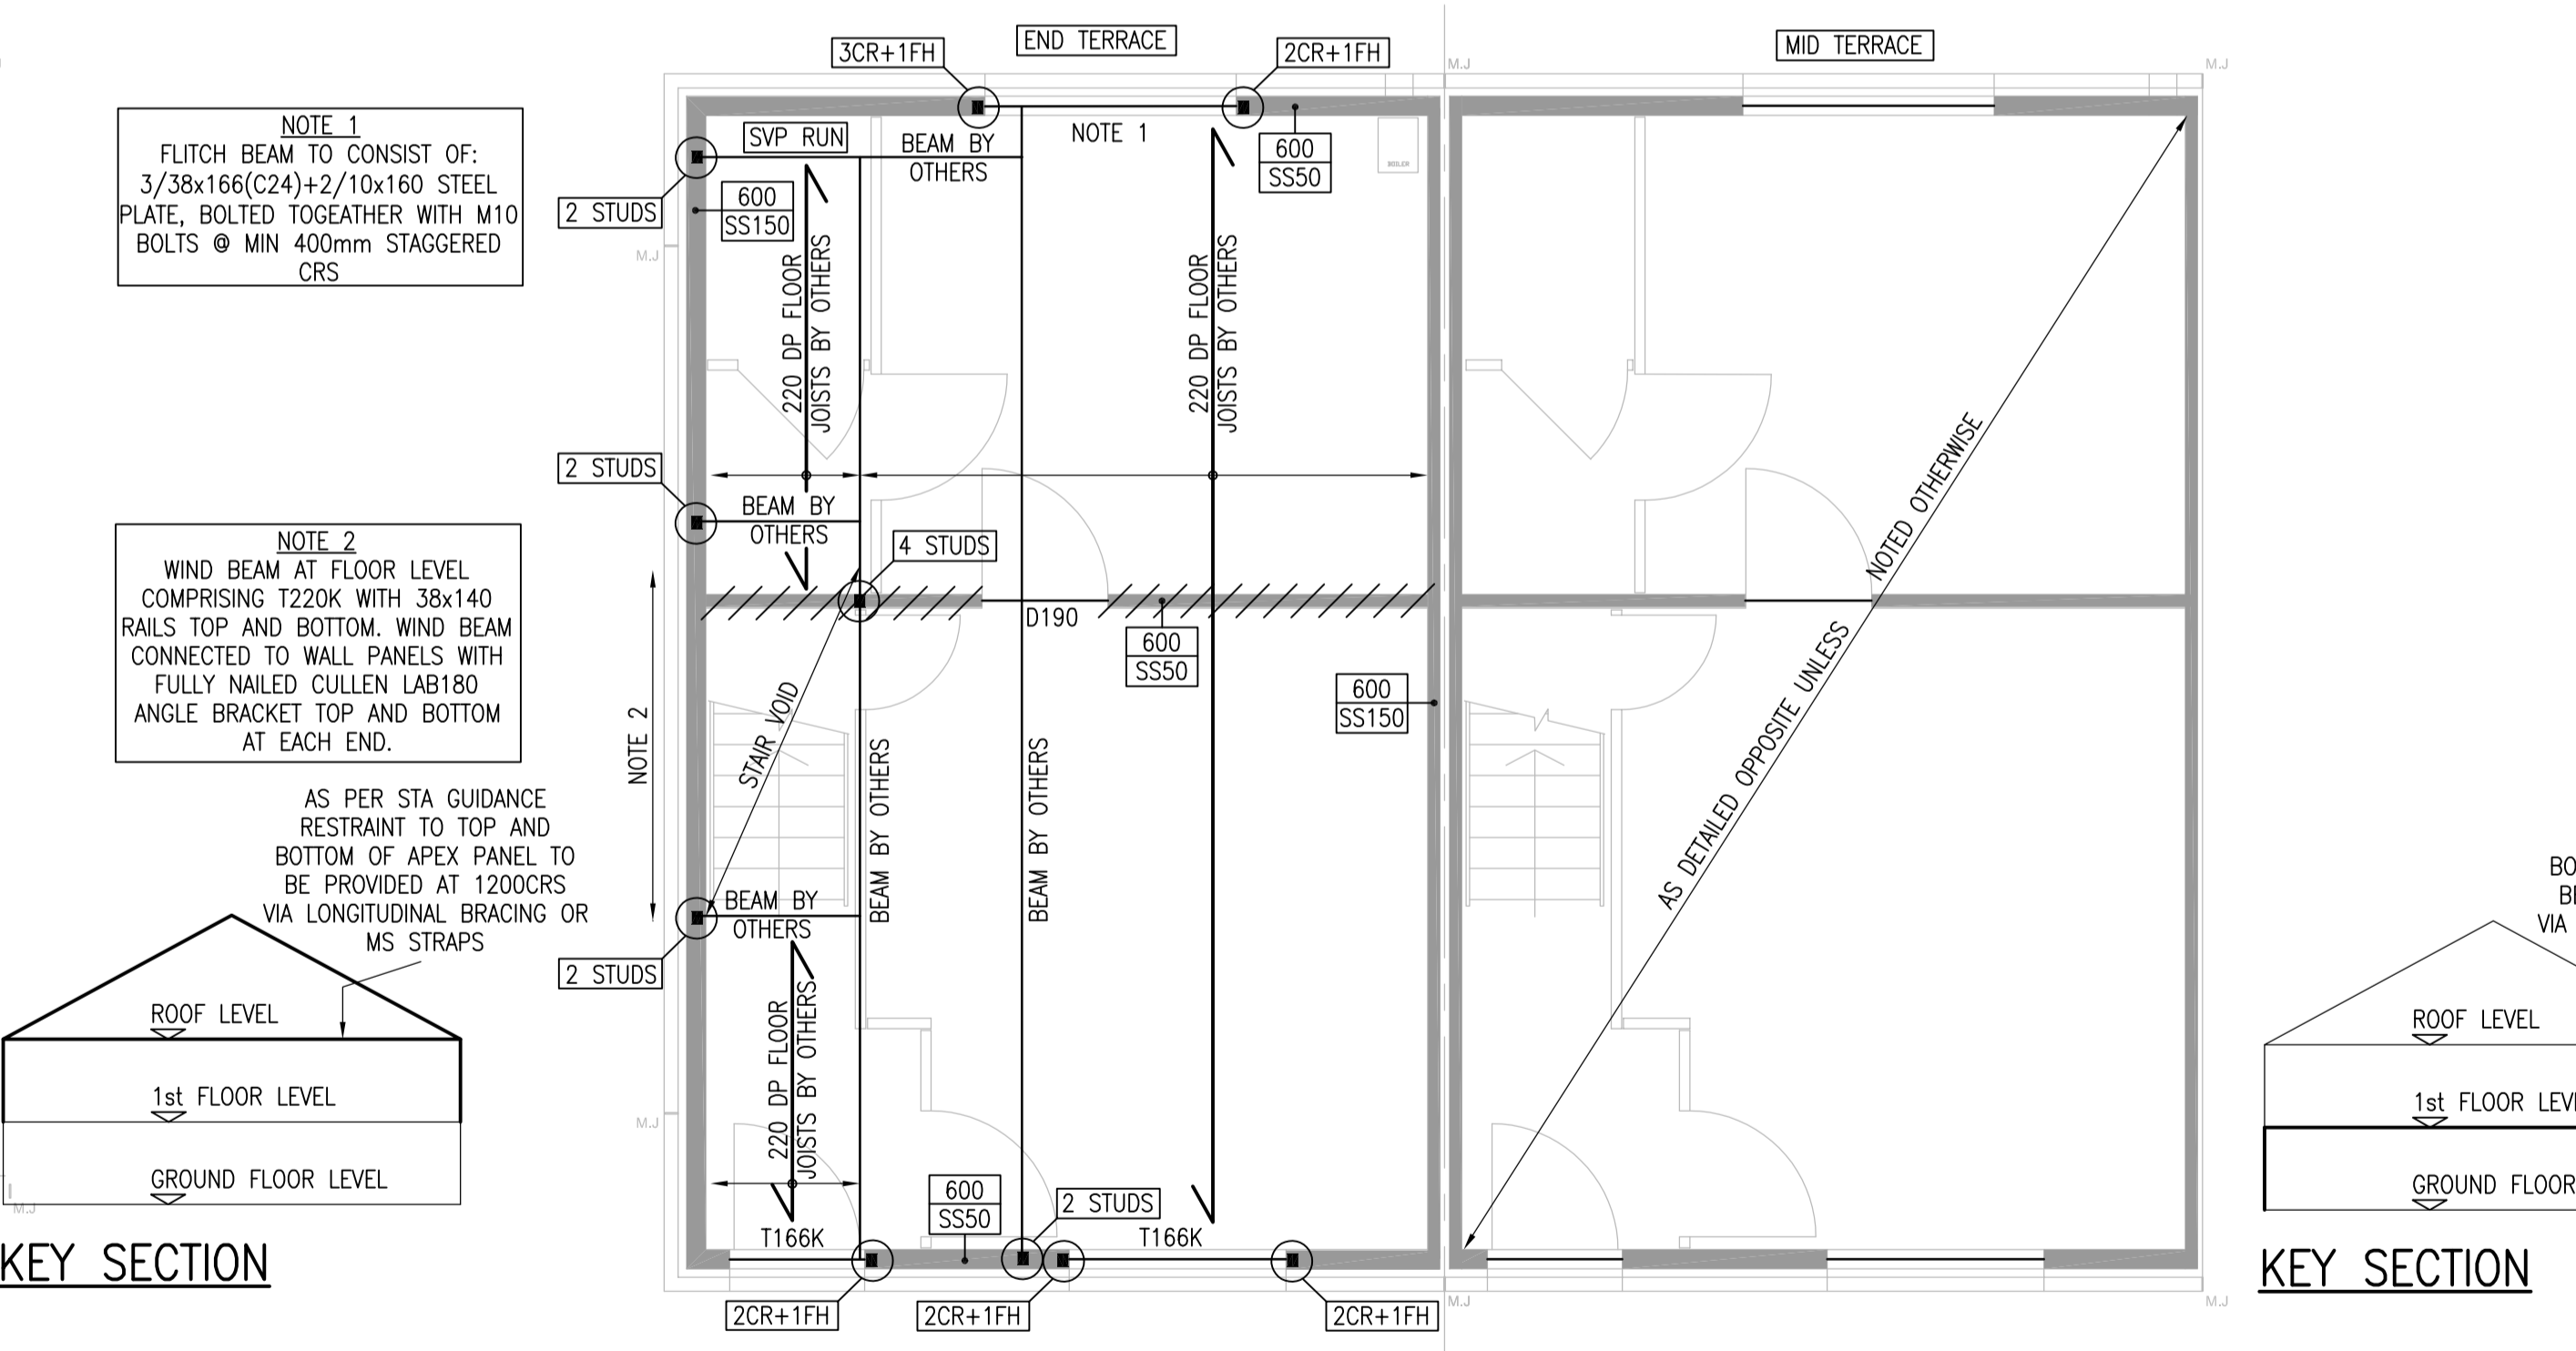 END TERRACE
MID TERRACE
3CR+1FH
2CR+1FH
M.J
M.J
NOTE 1
FLITCH BEAM TO CONSIST OF:
3/38x166(C24)+2/10x160 STEEL
PLATE, BOLTED TOGEATHER WITH M10
BOLTS @ MIN 400mm STAGGERED
CRS
SVP RUN
BEAM BY
OTHERS
NOTE 1
600
SS50
BOILER
2 STUDS
600
SS150
M.J
220 DP FLOOR
JOISTS BY OTHERS
220 DP FLOOR
JOISTS BY OTHERS
2 STUDS
BEAM BY
OTHERS
4 STUDS
NOTE 2
WIND BEAM AT FLOOR LEVEL
COMPRISING T220K WITH 38x140
RAILS TOP AND BOTTOM. WIND BEAM
CONNECTED TO WALL PANELS WITH
FULLY NAILED CULLEN LAB180
ANGLE BRACKET TOP AND BOTTOM
AT EACH END.
D190
600
SS50
600
SS150
NOTE 2
STAIR VOID
BEAM BY OTHERS
BEAM BY OTHERS
AS DETAILED OPPOSITE UNLESS
NOTED OTHERWISE
AS PER STA GUIDANCE
RESTRAINT TO TOP AND
BOTTOM OF APEX PANEL TO
BE PROVIDED AT 1200CRS
VIA LONGITUDINAL BRACING OR
MS STRAPS
BEAM BY
OTHERS
2 STUDS
220 DP FLOOR
JOISTS BY OTHERS
M.J
ROOF LEVEL
1st FLOOR LEVEL
GROUND FLOOR LEVEL
M.J
KEY SECTION
T166K
600
SS50
2 STUDS
T166K
2CR+1FH
2CR+1FH
2CR+1FH
M.J
M.J
BO
BE
VIA
ROOF LEVEL
1st FLOOR LEV
GROUND FLOOR
KEY SECTION